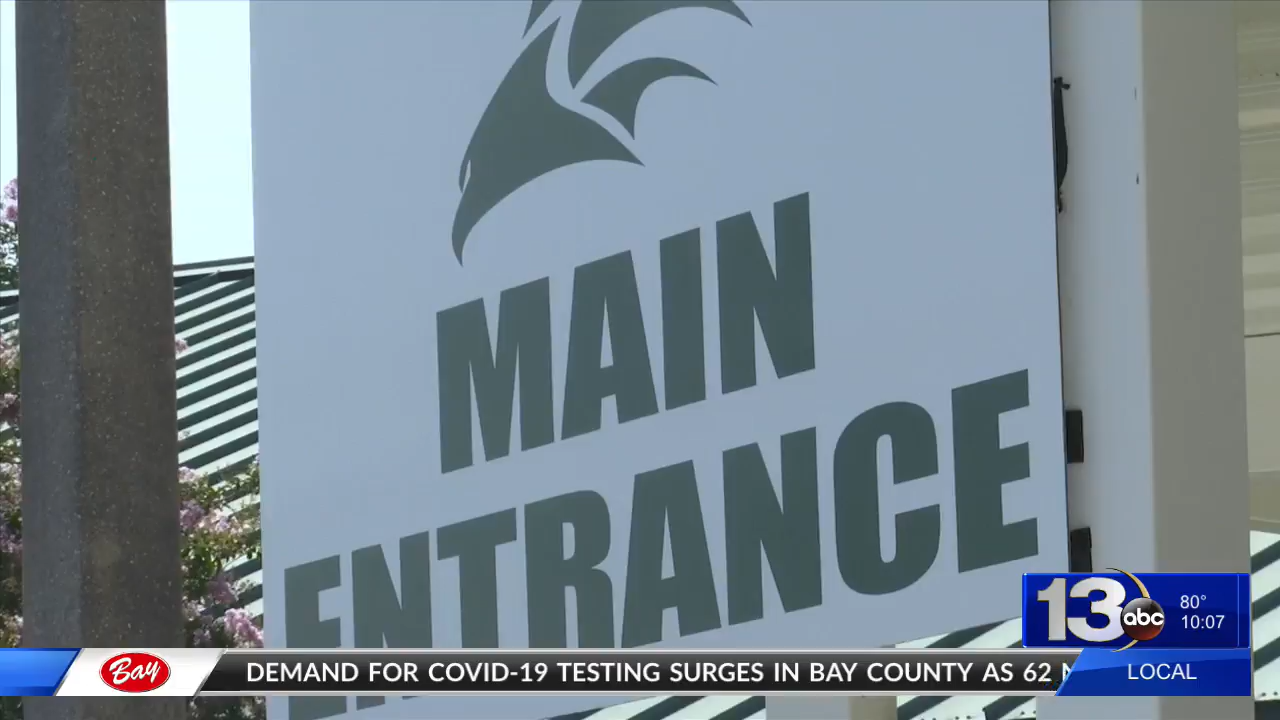 MAIN
ENTRANCE
13 abc
80°
10:07
Bay
DEMAND FOR COVID-19 TESTING SURGES IN BAY COUNTY AS 62
LOCAL